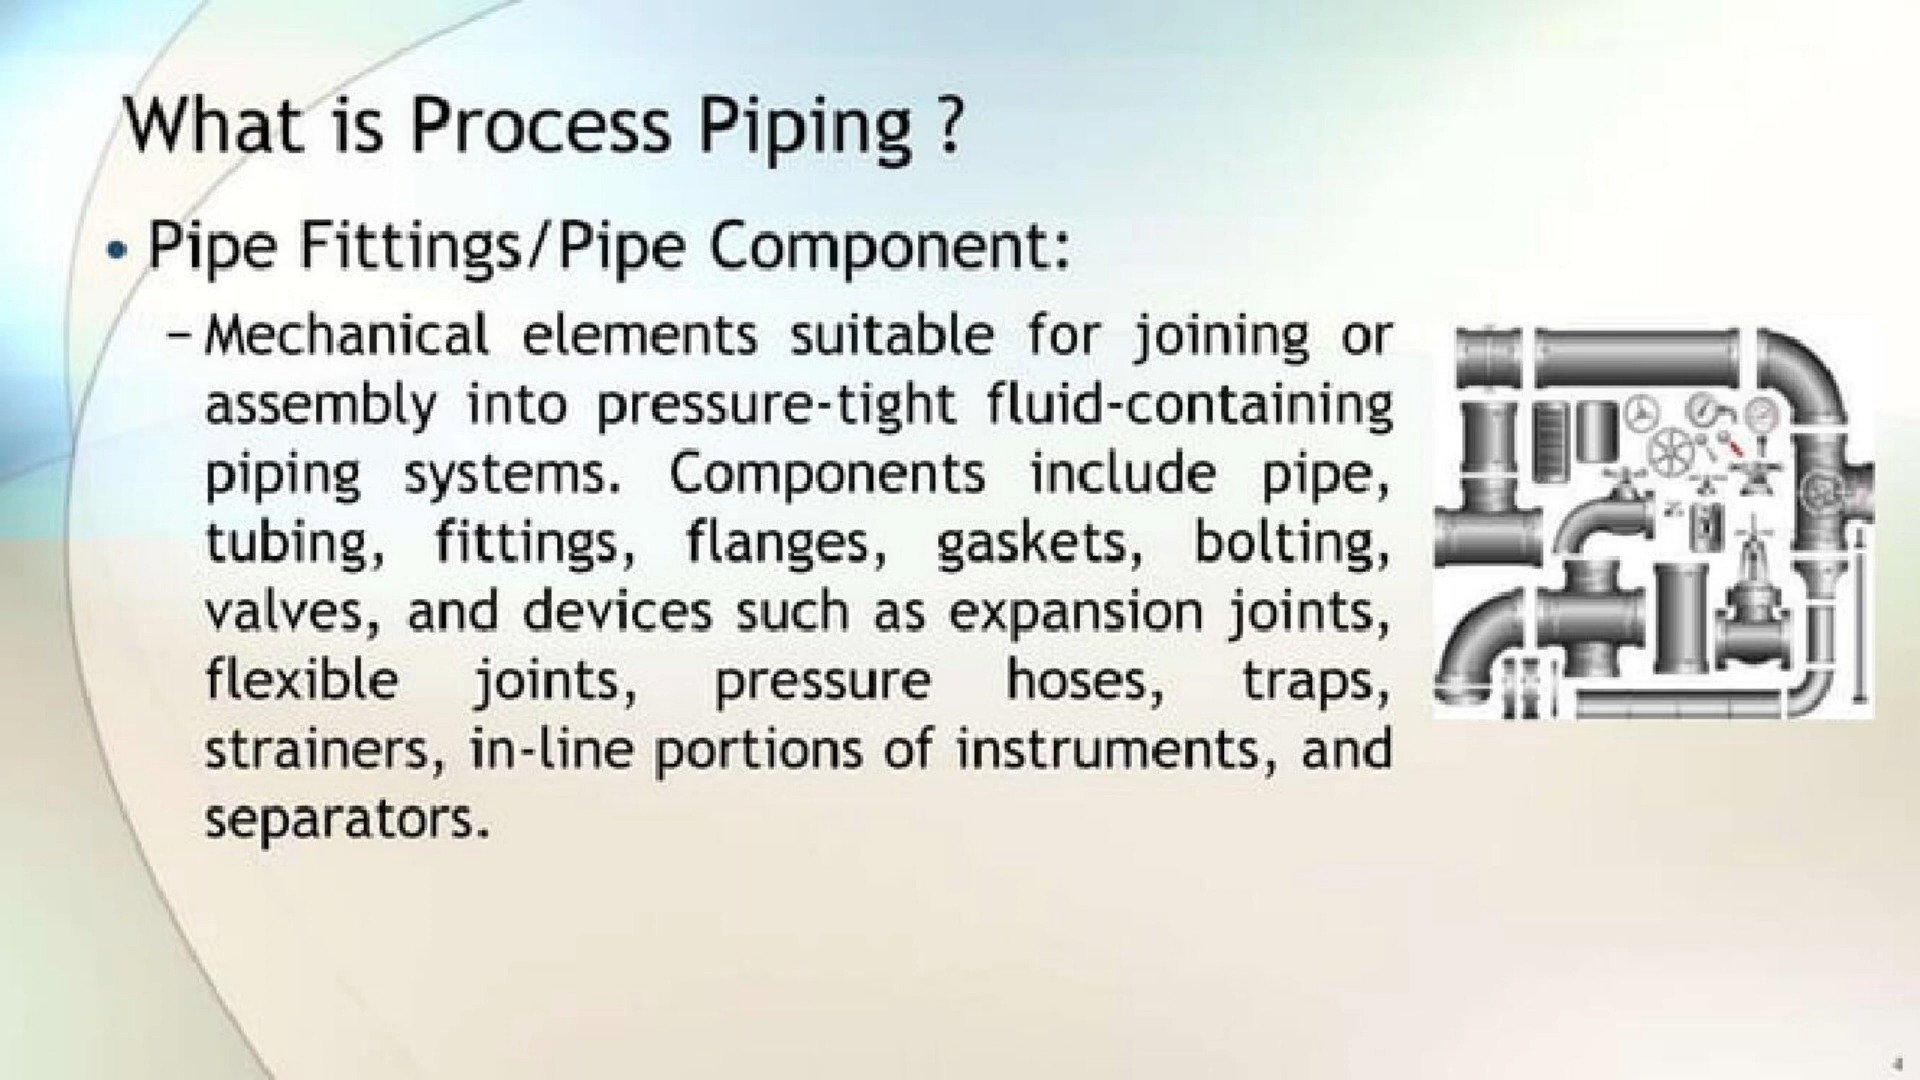 What is Process Piping ?
• Pipe Fittings/Pipe Component:
– Mechanical elements suitable for joining or
assembly into pressure-tight fluid-containing
piping systems. Components include pipe,
tubing, fittings, flanges, gaskets, bolting,
valves, and devices such as expansion joints,
flexible joints, pressure hoses, traps,
strainers, in-line portions of instruments, and
separators.
4